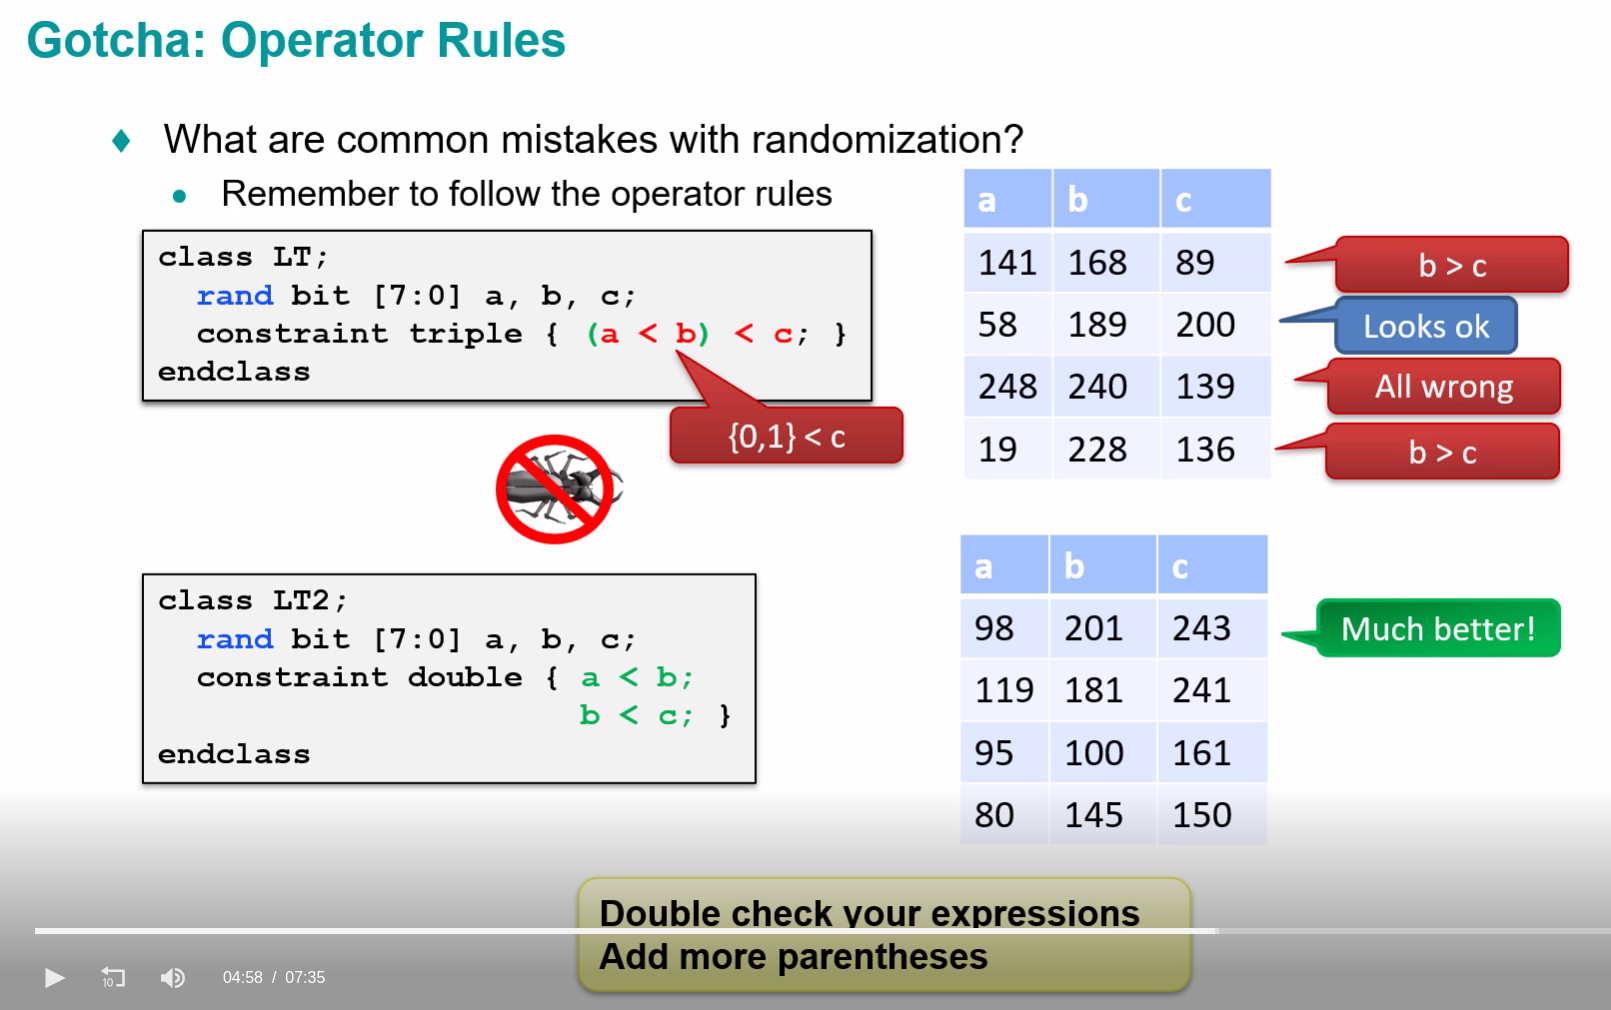 Gotcha: Operator Rules
What are common mistakes with randomization?
Remember to follow the operator rules
class LT;
rand bit [7:0] a, b, c;
constraint triple { (a < b) < c; }
endclass
{0,1} < c
a b c
141 168 89
b > c
58 189 200
Looks ok
248 240 139
All wrong
19 228 136
b > c
class LT2;
rand bit [7:0] a, b, c;
constraint double { a < b;
b < c; }
endclass
a b c
98 201 243
Much better!
119 181 241
95 100 161
80 145 150
Double check your expressions
Add more parentheses
10
04:58 / 07:35